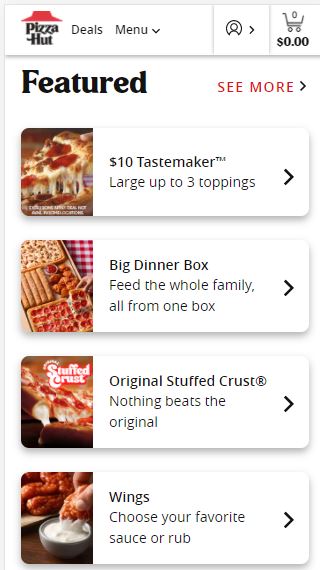 Pizza
Hut
Deals
Menu
0
$0.00
Featured
SEE MORE
$10 Tastemaker™
Large up to 3 toppings
Big Dinner Box
Feed the whole family,
all from one box
Stuffed
Crust
Original Stuffed Crust®
Nothing beats the
original
Wings
Choose your favorite
sauce or rub